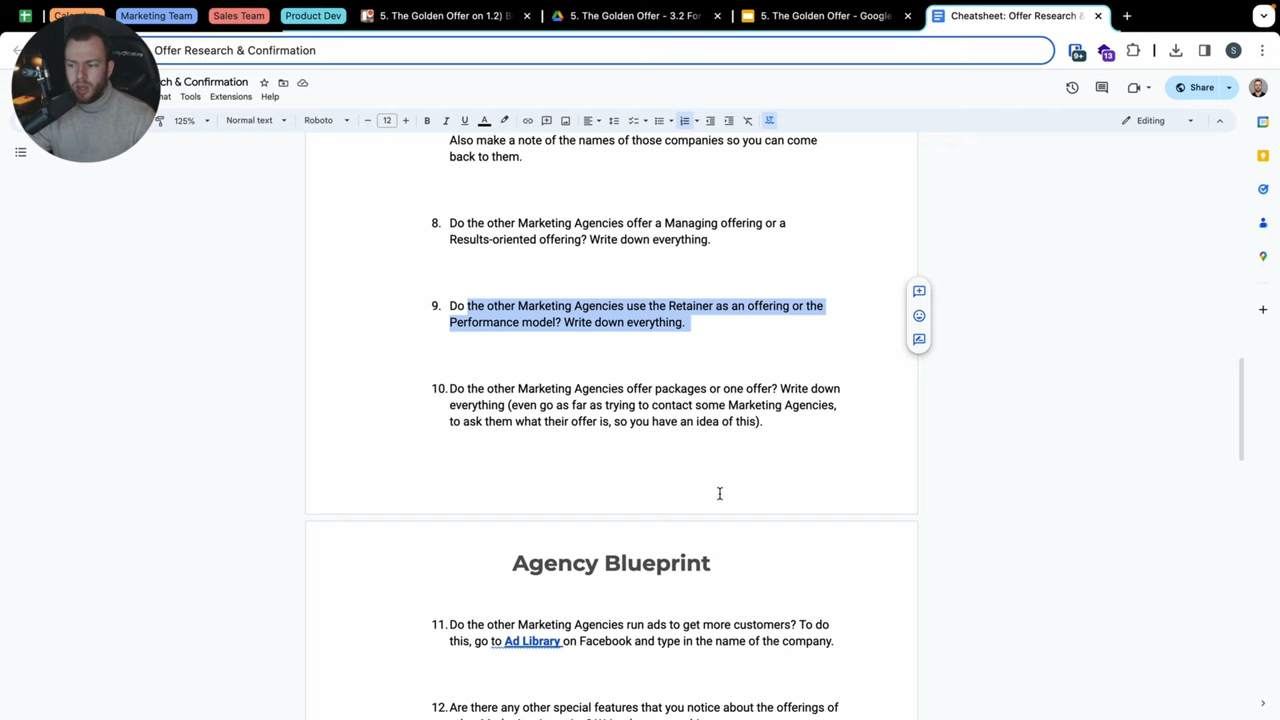 Marketing Team
Sales Team
Product Dev
5. The Golden Offer on 1.2)
5. The Golden Offer - 3.2 For
5. The Golden Offer - Google
Cheatsheet: Offer Research &
Offer Research & Confirmation
S
ch & Confirmation
mat Tools Extensions Help
Share
125%
Normal text
Roboto
12
B I U A
Editing
9+
13
Also make a note of the names of those companies so you can come
back to them.
8. Do the other Marketing Agencies offer a Managing offering or a
Results-oriented offering? Write down everything.
9. Do the other Marketing Agencies use the Retainer as an offering or the
Performance model? Write down everything.
10. Do the other Marketing Agencies offer packages or one offer? Write down
everything (even go as far as trying to contact some Marketing Agencies,
to ask them what their offer is, so you have an idea of this).
Agency Blueprint
11. Do the other Marketing Agencies run ads to get more customers? To do
this, go to Ad Library on Facebook and type in the name of the company.
12. Are there any other special features that you notice about the offerings of